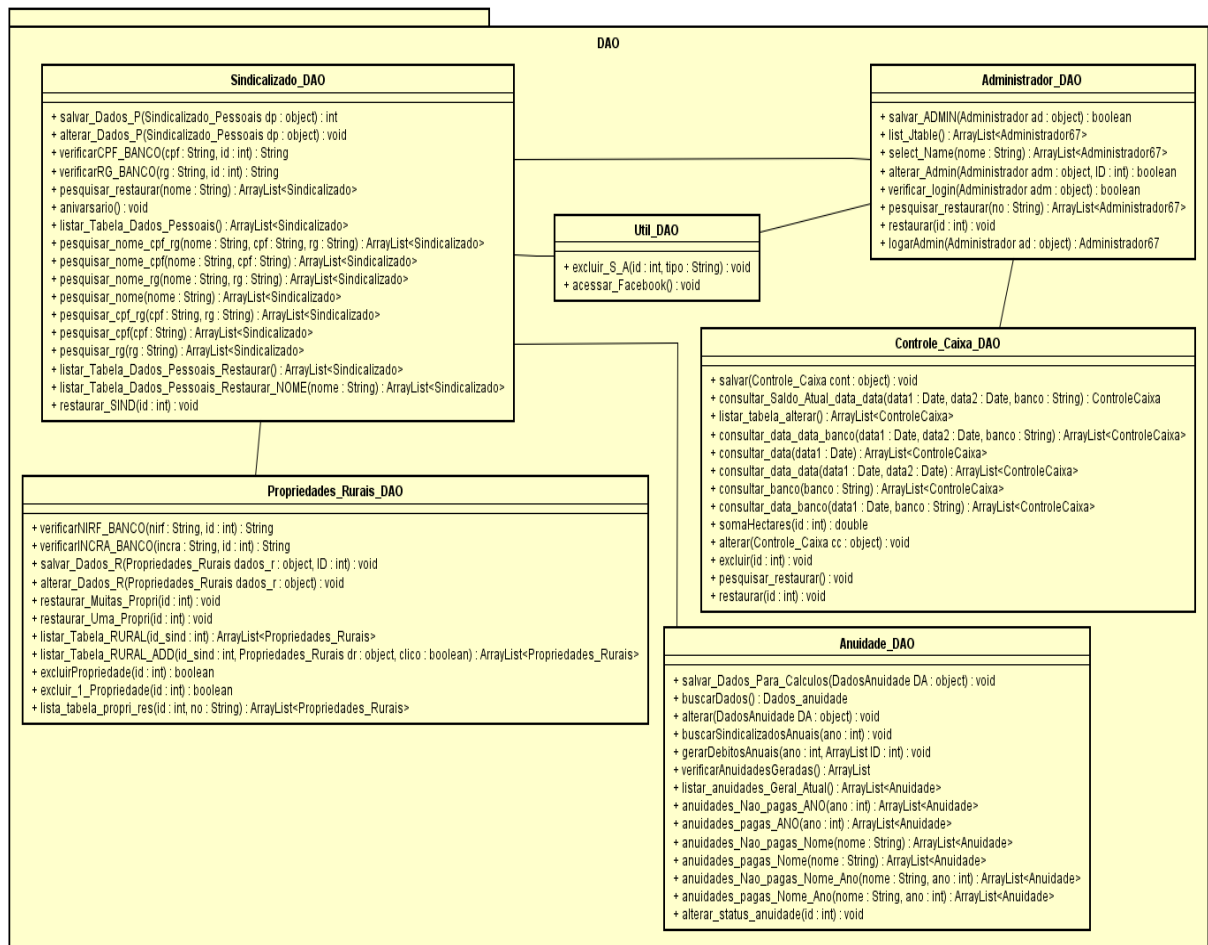 DAO
Sindicalizado_DAO
+ salvar_Dados_P(Sindicalizado_Pessoais dp : object) : int
+ alterar_Dados_P(Sindicalizado_Pessoais dp : object) : void
+ verificarCPF_BANCO(cpf : String, id : int) : String
+ verificarRG_BANCO(rg : String, id : int) : String
+ pesquisar_restaurar(nome : String) : ArrayList<Sindicalizado>
+ anivarsario() : void
+ listar_Tabela_Dados_Pessoais() : ArrayList<Sindicalizado>
+ pesquisar_nome_cpf_rg(nome : String, cpf : String, rg : String) : ArrayList<Sindicalizado>
+ pesquisar_nome_cpf(nome : String, cpf : String) : ArrayList<Sindicalizado>
+ pesquisar_nome_rg(nome : String, rg : String) : ArrayList<Sindicalizado>
+ pesquisar_nome(nome : String) : ArrayList<Sindicalizado>
+ pesquisar_cpf_rg(cpf : String, rg : String) : ArrayList<Sindicalizado>
+ pesquisar_cpf(cpf : String) : ArrayList<Sindicalizado>
+ pesquisar_rg(rg : String) : ArrayList<Sindicalizado>
+ listar_Tabela_Dados_Pessoais_Restaurar() : ArrayList<Sindicalizado>
+ listar_Tabela_Dados_Pessoais_Restaurar_NOME(nome : String) : ArrayList<Sindicalizado>
+ restaurar_SIND(id : int) : void
Administrador_DAO
+ salvar_ADMIN(Administrador ad : object) : boolean
+ list_Jtable() : ArrayList<Administrador67>
+ select_Name(nome : String) : ArrayList<Administrador67>
+ alterar_Admin(Administrador adm : object, ID : int) : boolean
+ verificar_login(Administrador adm : object) : boolean
+ pesquisar_restaurar(no : String) : ArrayList<Administrador67>
+ restaurar(id : int) : void
+ logarAdmin(Administrador ad : object) : Administrador67
Util_DAO
+ excluir_S_A(id : int, tipo : String) : void
+ acessar_Facebook() : void
Controle_Caixa_DAO
+ salvar(Controle_Caixa cont : object) : void
+ consultar_Saldo_Atual_data_data(data1 : Date, data2 : Date, banco : String) : ControleCaixa
+ listar_tabela_alterar() : ArrayList<ControleCaixa>
+ consultar_data_data_banco(data1 : Date, data2 : Date, banco : String) : ArrayList<ControleCaixa>
+ consultar_data(data1 : Date) : ArrayList<ControleCaixa>
+ consultar_data_data(data1 : Date, data2 : Date) : ArrayList<ControleCaixa>
+ consultar_banco(banco : String) : ArrayList<ControleCaixa>
+ consultar_data_banco(data1 : Date, banco : String) : ArrayList<ControleCaixa>
+ somaHectares(id : int) : double
+ alterar(Controle_Caixa cc : object) : void
+ excluir(id : int) : void
+ pesquisar_restaurar() : void
+ restaurar(id : int) : void
Propriedades_Rurais_DAO
+ verificarNIRF_BANCO(nirf : String, id : int) : String
+ verificarINCRA_BANCO(incra : String, id : int) : String
+ salvar_Dados_R(Propriedades_Rurais dados_r : object, ID : int) : void
+ alterar_Dados_R(Propriedades_Rurais dados_r : object) : void
+ restaurar_Muitas_Propri(id : int) : void
+ restaurar_Uma_Propri(id : int) : void
+ listar_Tabela_RURAL(id_sind : int) : ArrayList<Propriedades_Rurais>
+ listar_Tabela_RURAL_ADD(id_sind : int, Propriedades_Rurais dr : object, clico : boolean) : ArrayList<Propriedades_Rurais>
+ excluirPropriedade(id : int) : boolean
+ excluir_1_Propriedade(id : int) : boolean
+ lista_tabela_propri_res(id : int, no : String) : ArrayList<Propriedades_Rurais>
Anuidade_DAO
+ salvar_Dados_Para_Calculos(DadosAnuidade DA : object) : void
+ buscarDados() : Dados_anuidade
+ alterar(DadosAnuidade DA : object) : void
+ buscarSindicalizadosAnuais(ano : int) : void
+ gerarDebitosAnuais(ano : int, ArrayList ID : int) : void
+ verificarAnuidadesGeradas() : ArrayList
+ listar_anuidades_Geral_Atual() : ArrayList<Anuidade>
+ anuidades_Nao_pagas_ANO(ano : int) : ArrayList<Anuidade>
+ anuidades_pagas_ANO(ano : int) : ArrayList<Anuidade>
+ anuidades_Nao_pagas_Nome(nome : String) : ArrayList<Anuidade>
+ anuidades_pagas_Nome(nome : String) : ArrayList<Anuidade>
+ anuidades_Nao_pagas_Nome_Ano(nome : String, ano : int) : ArrayList<Anuidade>
+ anuidades_pagas_Nome_Ano(nome : String, ano : int) : ArrayList<Anuidade>
+ alterar_status_anuidade(id : int) : void